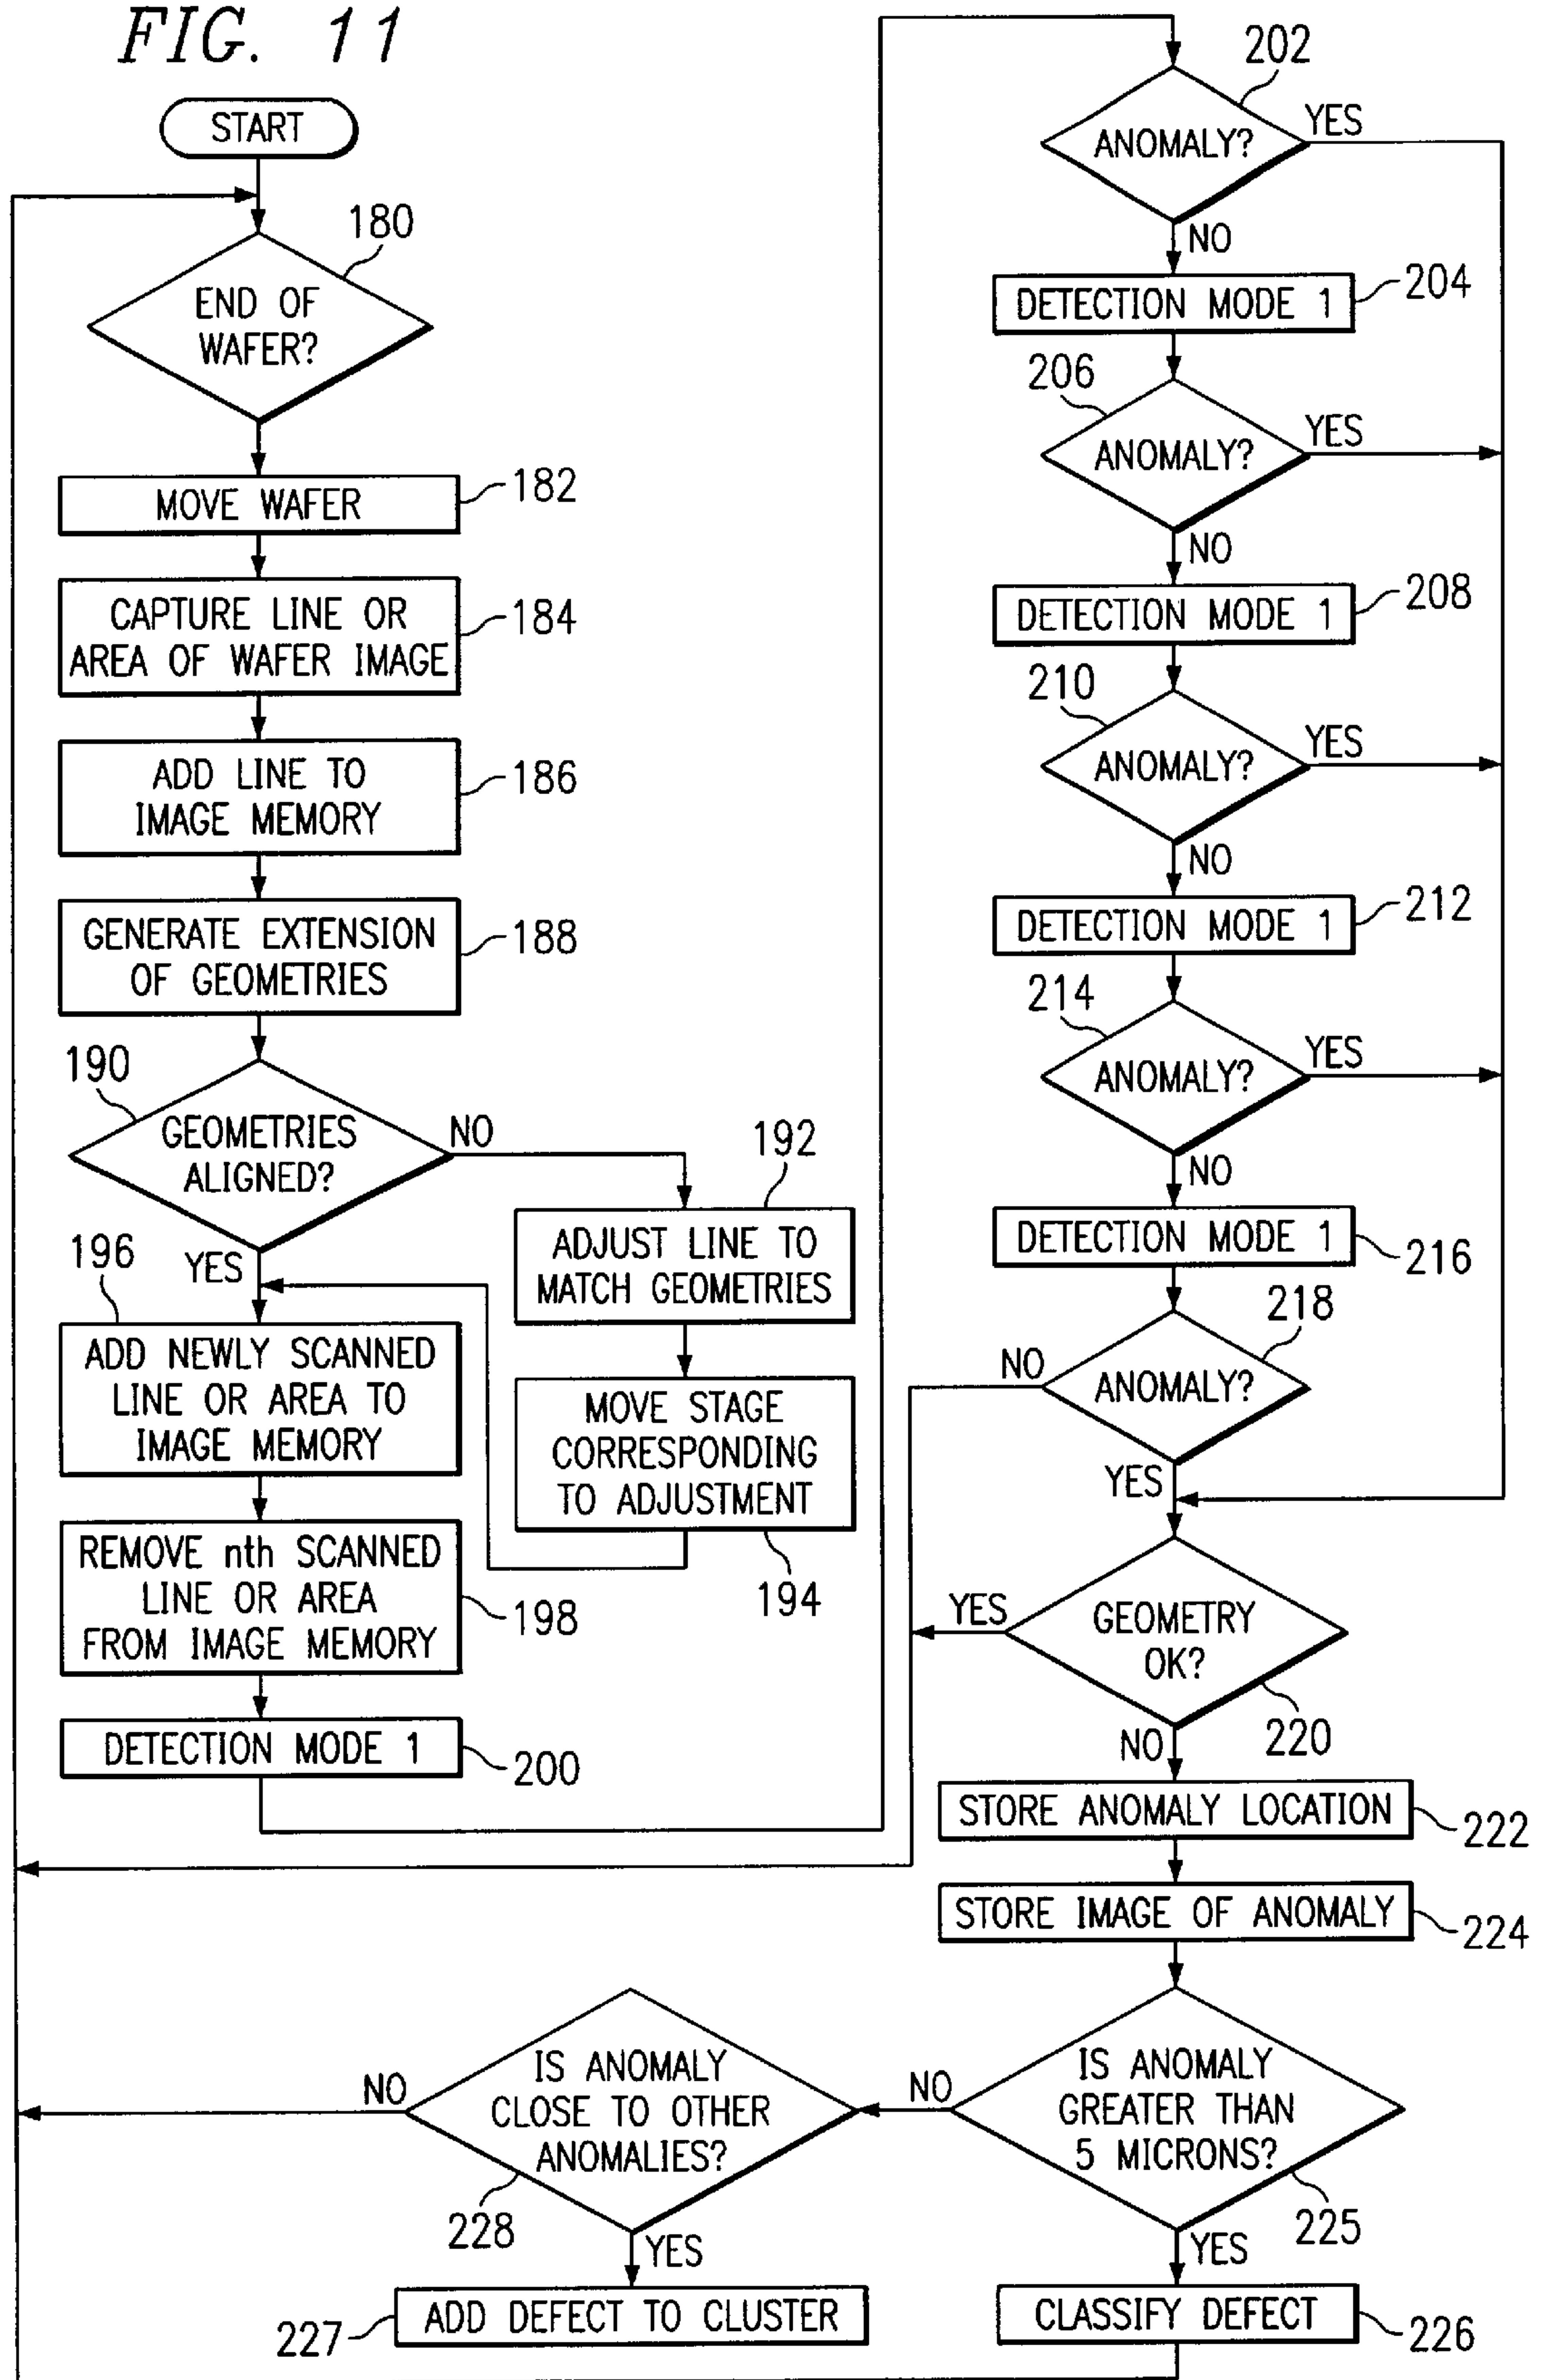 FIG. 11
START
180
END OF
WAFER?
MOVE WAFER
182
CAPTURE LINE OR
AREA OF WAFER IMAGE
184
ADD LINE TO
IMAGE MEMORY
186
GENERATE EXTENSION
OF GEOMETRIES
188
190
GEOMETRIES
ALIGNED?
NO
YES
192
ADJUST LINE TO
MATCH GEOMETRIES
MOVE STAGE
CORRESPONDING
TO ADJUSTMENT
194
196
ADD NEWLY SCANNED
LINE OR AREA TO
IMAGE MEMORY
REMOVE nth SCANNED
LINE OR AREA
FROM IMAGE MEMORY
198
DETECTION MODE 1
200
202
ANOMALY?
YES
NO
DETECTION MODE 1
204
206
ANOMALY?
YES
NO
DETECTION MODE 1
208
210
ANOMALY?
YES
NO
DETECTION MODE 1
212
214
ANOMALY?
YES
NO
DETECTION MODE 1
216
218
NO
ANOMALY?
YES
YES
GEOMETRY
OK?
220
NO
STORE ANOMALY LOCATION
222
STORE IMAGE OF ANOMALY
224
IS ANOMALY
GREATER THAN
5 MICRONS?
225
NO
YES
IS ANOMALY
CLOSE TO OTHER
ANOMALIES?
228
NO
YES
ADD DEFECT TO CLUSTER
227
CLASSIFY DEFECT
226